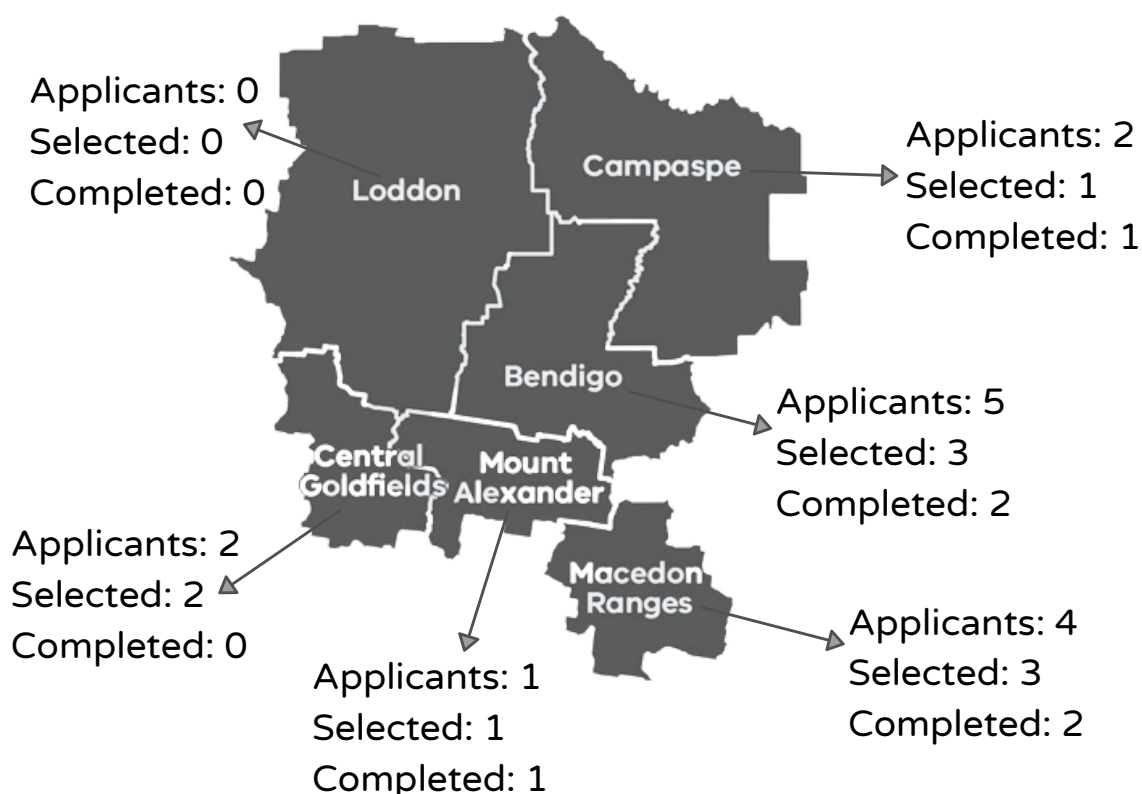 Applicants: 0
Selected: 0
Completed: 0
Loddon
Campaspe
Applicants: 2
Selected: 1
Completed: 1
Bendigo
Applicants: 5
Selected: 3
Completed: 2
Central
Goldfields
Mount
Alexander
Applicants: 2
Selected: 2
Completed: 0
Macedon
Ranges
Applicants: 4
Selected: 3
Completed: 2
Applicants: 1
Selected: 1
Completed: 1